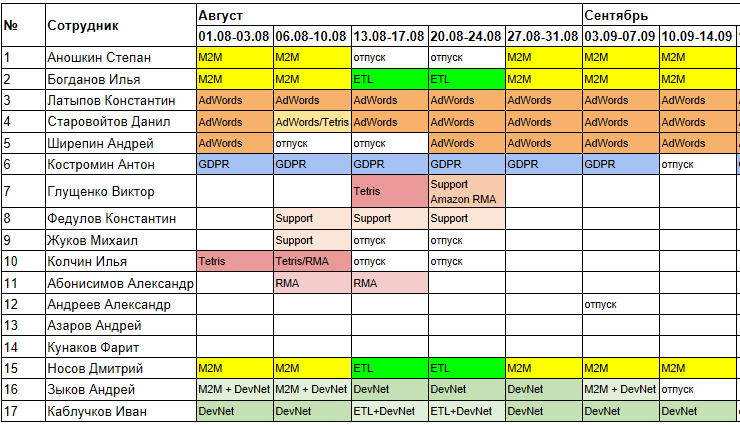 № Сотрудник Август Сентябрь
01.08-03.08 06.08-10.08 13.08-17.08 20.08-24.08 27.08-31.08 03.09-07.09 10.09-14.09
1 Аношкин Степан M2M M2M отпуск отпуск M2M M2M M2M
2 Богданов Илья M2M M2M ETL ETL M2M M2M M2M
3 Латыпов Константин AdWords AdWords AdWords AdWords AdWords AdWords AdWords
4 Старовойтов Данил AdWords AdWords/Tetris AdWords AdWords AdWords AdWords AdWords
5 Ширепин Андрей AdWords отпуск отпуск AdWords AdWords AdWords AdWords
6 Костромин Антон GDPR GDPR GDPR GDPR GDPR GDPR отпуск
7 Глущенко Виктор Tetris Support
Amazon RMA
8 Федулов Константин Support Support Support
9 Жуков Михаил Support отпуск отпуск
10 Колчин Илья Tetris Tetris/RMA отпуск отпуск
11 Абонисимов Александр RMA RMA
12 Андреев Александр отпуск
13 Азаров Андрей
14 Кунаков Фарит
15 Носов Дмитрий M2M M2M ETL ETL M2M M2M M2M
16 Зыков Андрей M2M + DevNet M2M + DevNet DevNet DevNet DevNet M2M + DevNet отпуск
17 Каблучков Иван DevNet DevNet ETL+DevNet ETL+DevNet DevNet DevNet DevNet